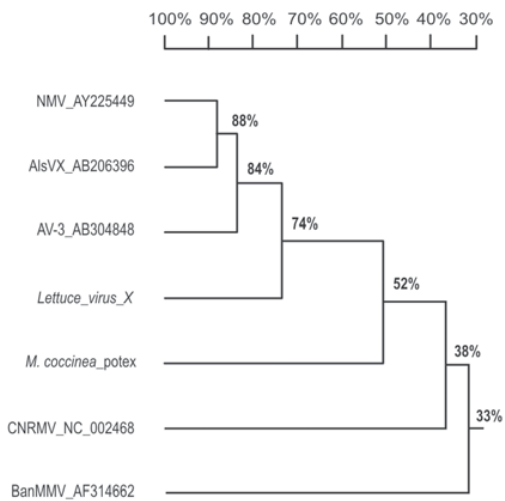 100% 90% 80% 70% 60% 50% 40% 30%
NMV_AY225449
88%
AlsVX_AB206396
84%
AV-3_AB304848
74%
Lettuce_virus_X
52%
M. coccinea_potex
38%
33%
CNRMV_NC_002468
BanMMV_AF314662